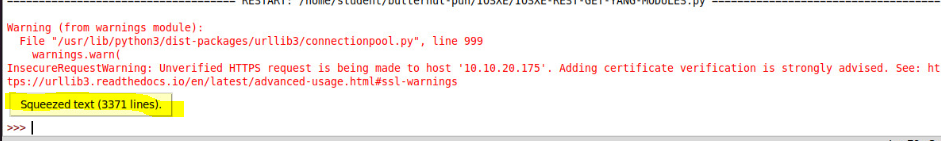 RESTART: /home/student/butternut-pun/IOSXE/IOSXE-REST-GET-YANG-MODULES.py
Warning (from warnings module):
File "/usr/lib/python3/dist-packages/urllib3/connectionpool.py", line 999
warnings.warn(
InsecureRequestWarning: Unverified HTTPS request is being made to host '10.10.20.175'. Adding certificate verification is strongly advised. See: ht
tps://urllib3.readthedocs.io/en/latest/advanced-usage.html#ssl-warnings
Squeezed text (3371 lines).
>>>